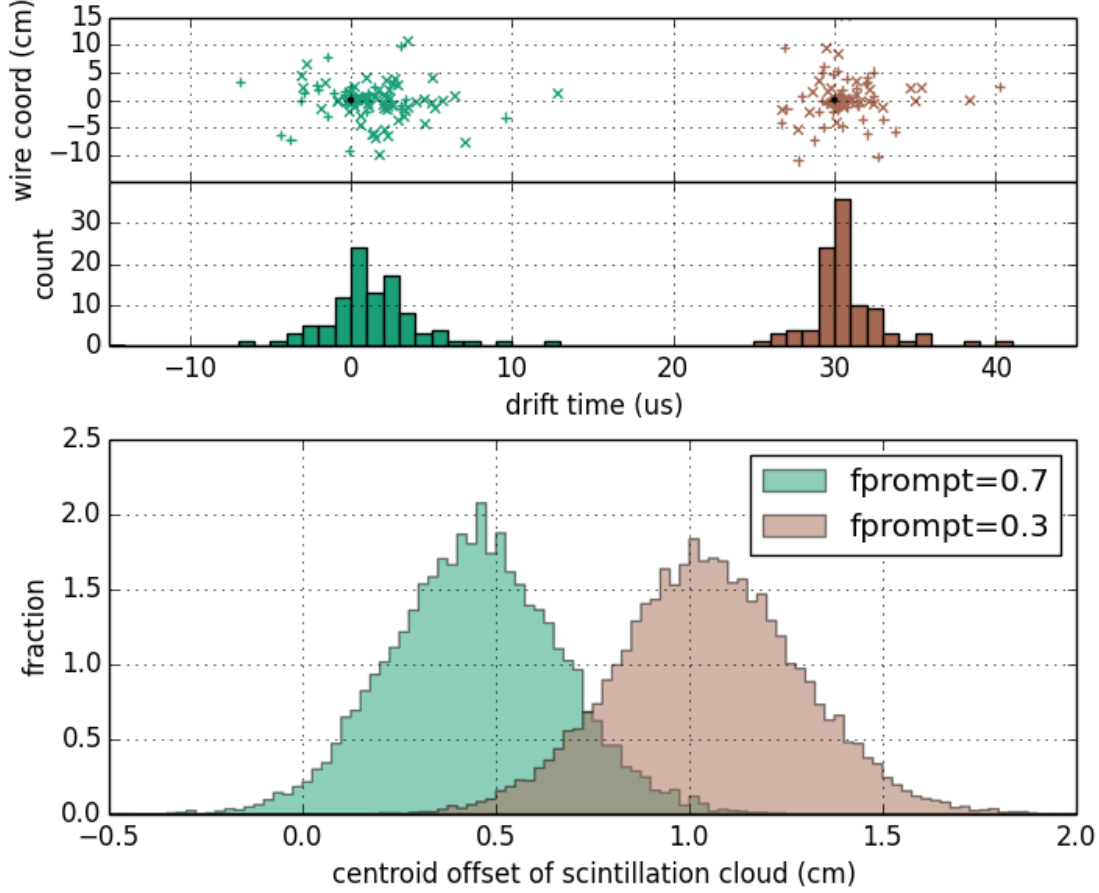 15
10
5
0
−5
−10
wire coord (cm)
30
20
10
0
count
−10 0 10 20 30 40
drift time (us)
2.5
2.0
1.5
1.0
0.5
0.0
fraction
fprompt=0.7
fprompt=0.3
−0.5 0.0 0.5 1.0 1.5 2.0
centroid offset of scintillation cloud (cm)